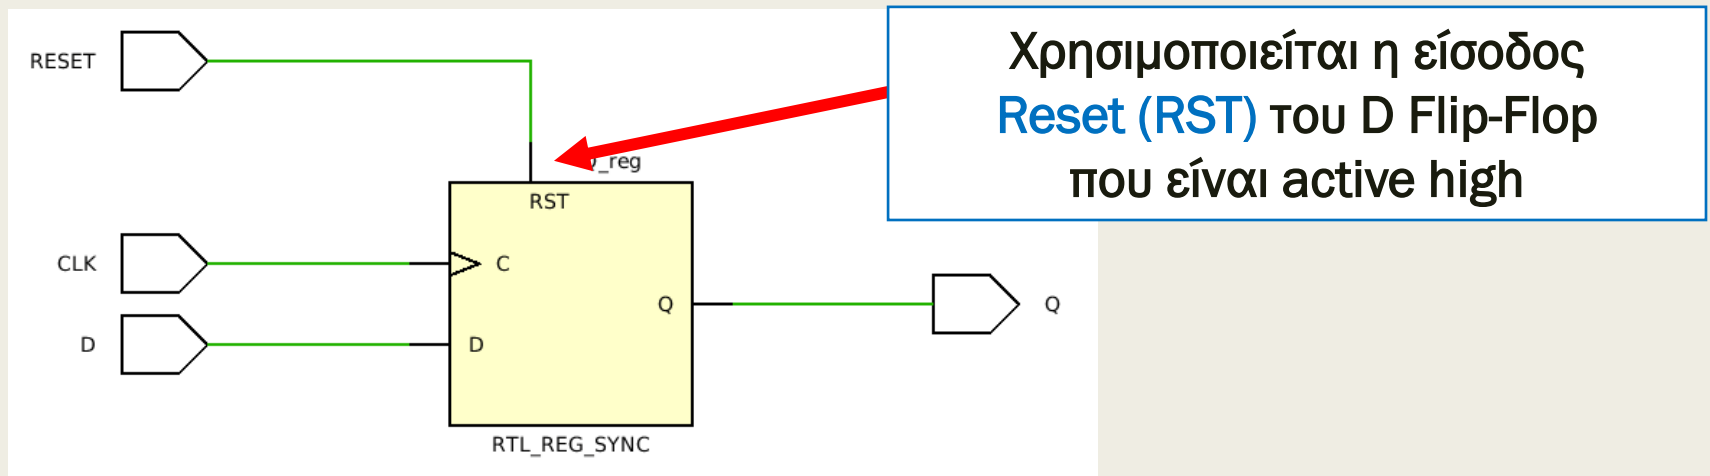 RESET
Χρησιμοποιείται η είσοδος
Reset (RST) του D Flip-Flop
που είναι active high
_reg
RST
CLK
C
Q
Q
D
D
RTL_REG_SYNC